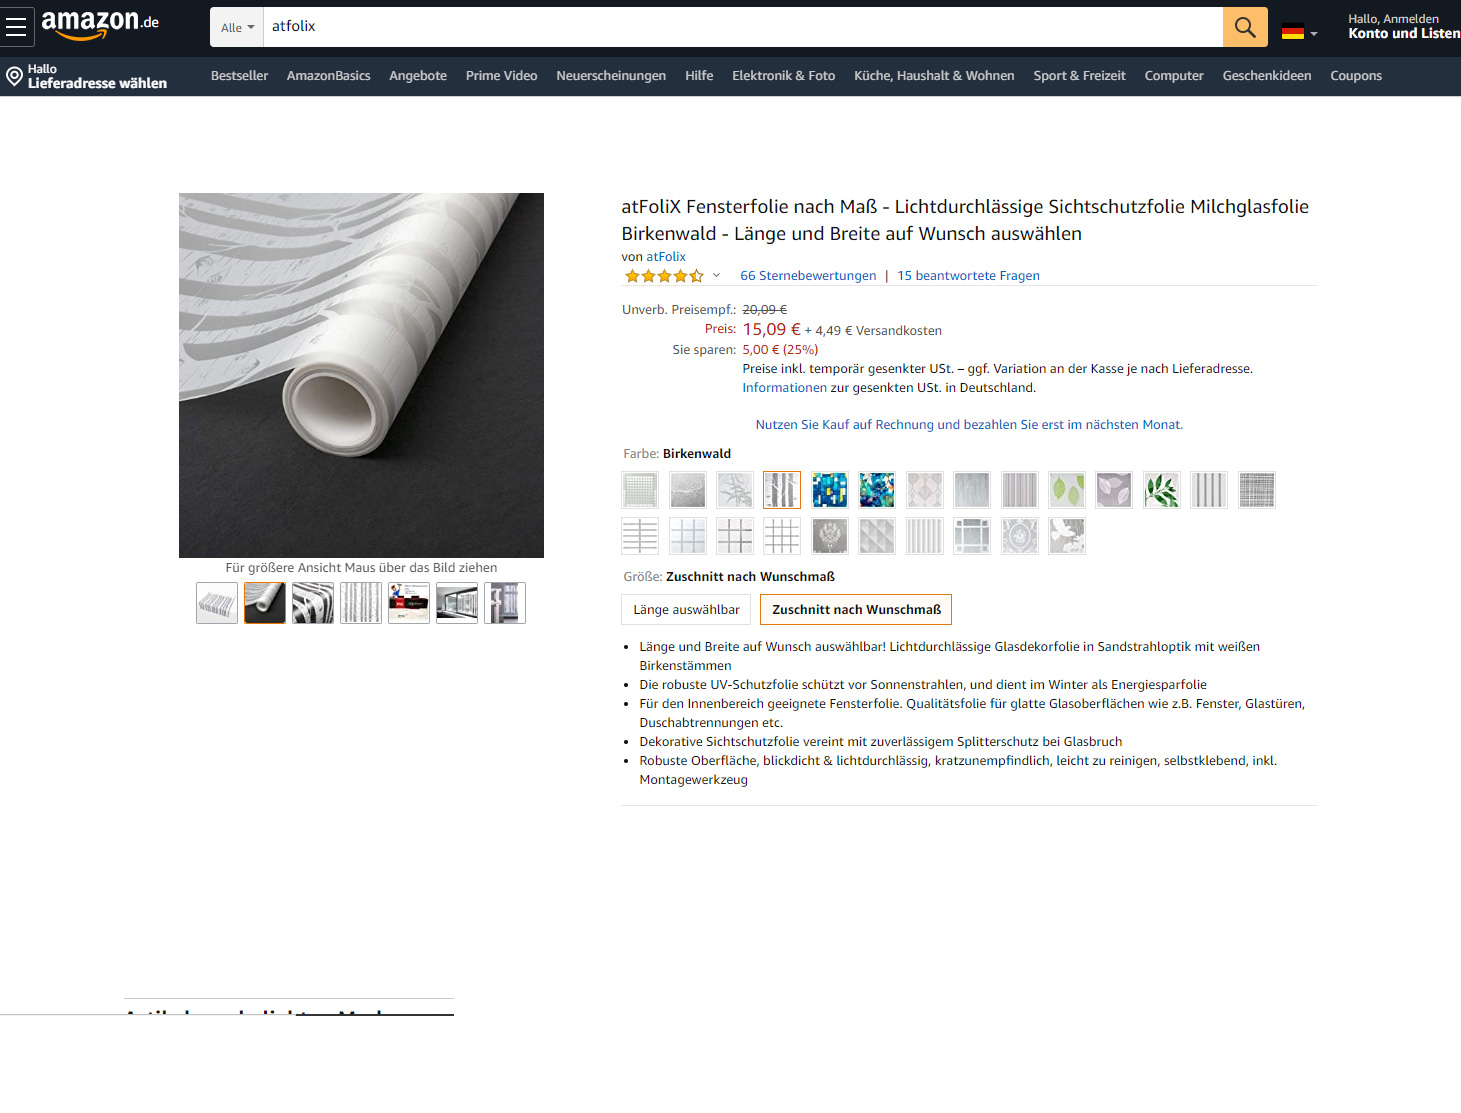 amazon.de
Alle
atfolix
Hallo, Anmelden
Konto und Listen
Hallo
Lieferadresse wählen
Bestseller AmazonBasics Angebote Prime Video Neuerscheinungen Hilfe Elektronik & Foto Küche, Haushalt & Wohnen Sport & Freizeit Computer Geschenkideen Coupons
atFoliX Fensterfolie nach Maß - Lichtdurchlässige Sichtschutzfolie Milchglasfolie
Birkenwald - Länge und Breite auf Wunsch auswählen
von atFolix
66 Sternebewertungen | 15 beantwortete Fragen
Unverb. Preisempf.: 20,09 €
Preis: 15,09 € + 4,49 € Versandkosten
Sie sparen: 5,00 € (25%)
Preise inkl. temporär gesenkter USt. – ggf. Variation an der Kasse je nach Lieferadresse.
Informationen zur gesenkten USt. in Deutschland.
Nutzen Sie Kauf auf Rechnung und bezahlen Sie erst im nächsten Monat.
Farbe: Birkenwald
Für größere Ansicht Maus über das Bild ziehen
Größe: Zuschnitt nach Wunschmaß
Länge auswählbar
Zuschnitt nach Wunschmaß
Länge und Breite auf Wunsch auswählbar! Lichtdurchlässige Glasdekorfolie in Sandstrahloptik mit weißen
Birkenstämmen
Die robuste UV-Schutzfolie schützt vor Sonnenstrahlen, und dient im Winter als Energiesparfolie
Für den Innenbereich geeignete Fensterfolie. Qualitätsfolie für glatte Glasoberflächen wie z.B. Fenster, Glastüren,
Duschabtrennungen etc.
Dekorative Sichtschutzfolie vereint mit zuverlässigem Splitterschutz bei Glasbruch
Robuste Oberfläche, blickdicht & lichtdurchlässig, kratzunempfindlich, leicht zu reinigen, selbstklebend, inkl.
Montagewerkzeug